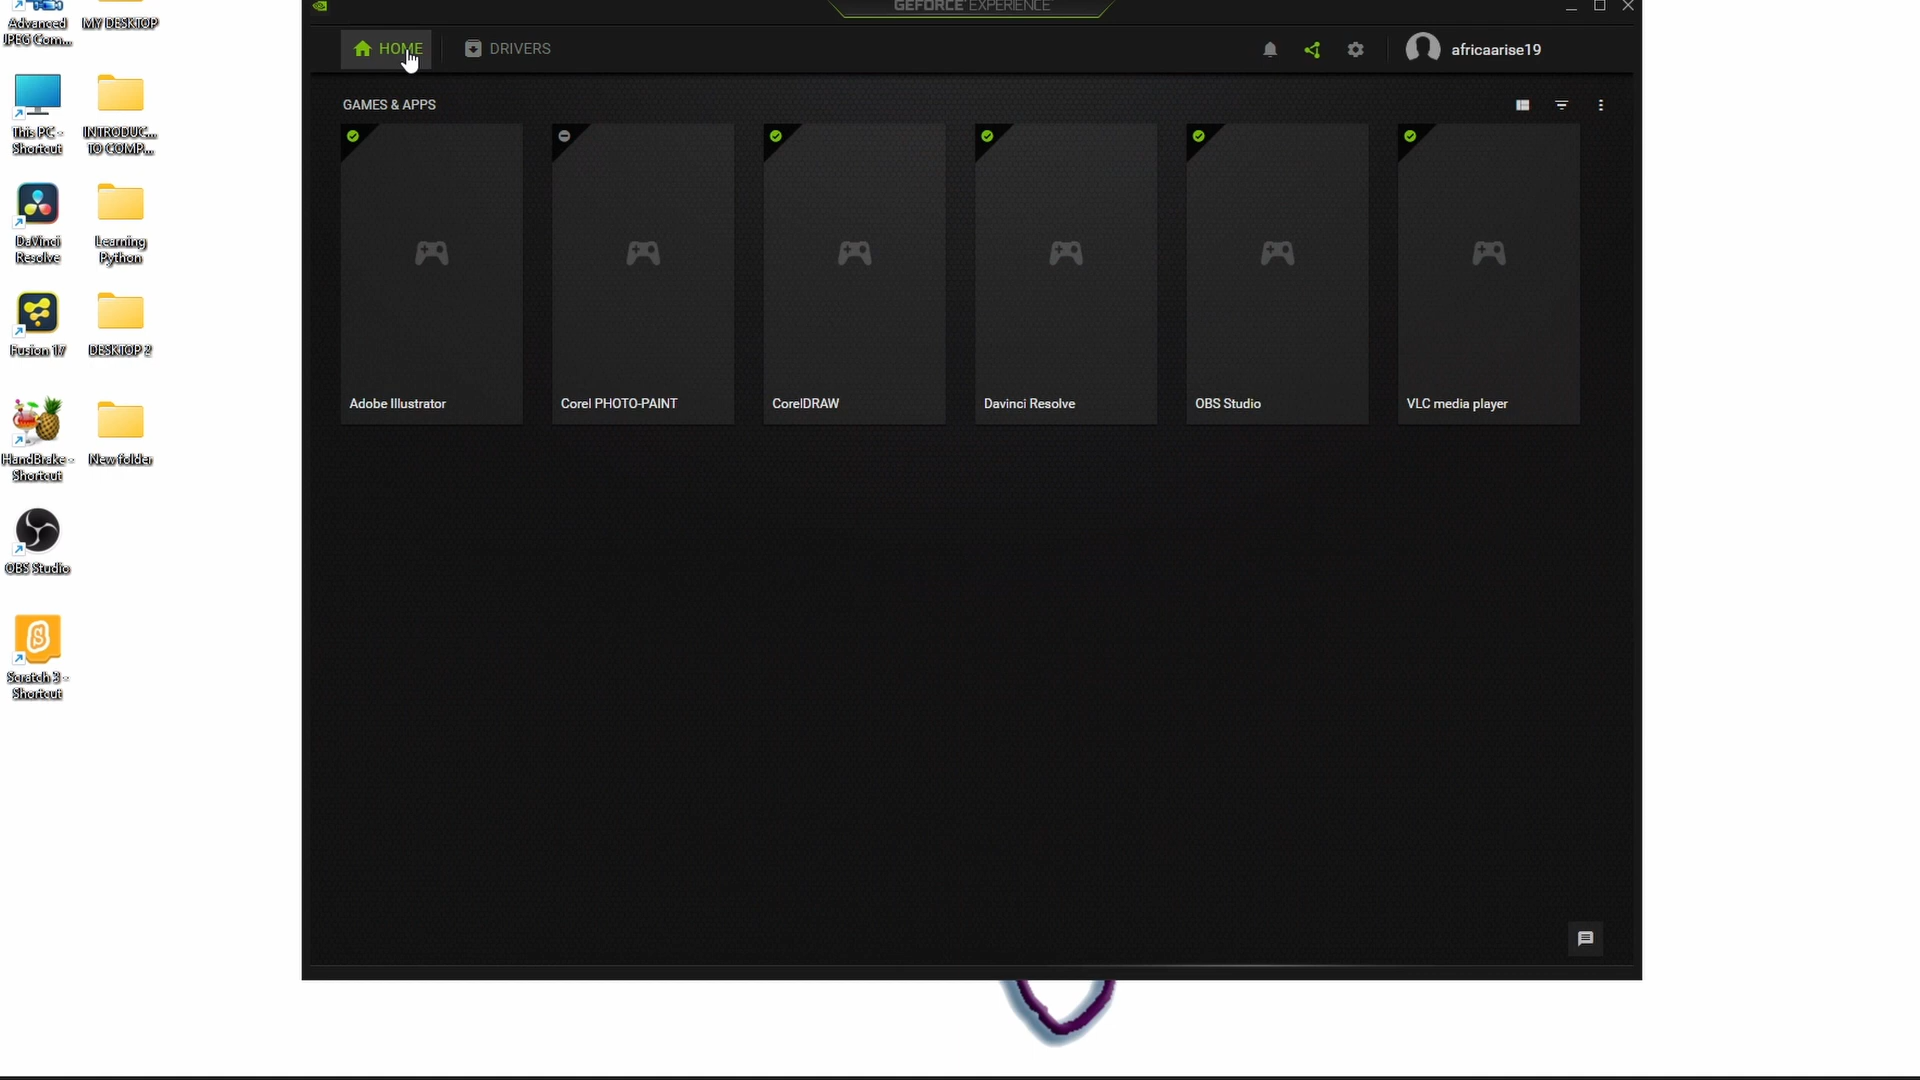 Advanced
JPEG Com...
MY DESKTOP
This PC -
Shortcut
INTRODUC...
TO COMP...
DaVinci
Resolve
Learning
Python
Fusion 17
DESKTOP 2
HandBrake -
Shortcut
New folder
OBS Studio
Scratch 3 -
Shortcut
GEFORCE EXPERIENCE
HOME
DRIVERS
africaarise19
GAMES & APPS
Adobe Illustrator
Corel PHOTO-PAINT
CorelDRAW
Davinci Resolve
OBS Studio
VLC media player